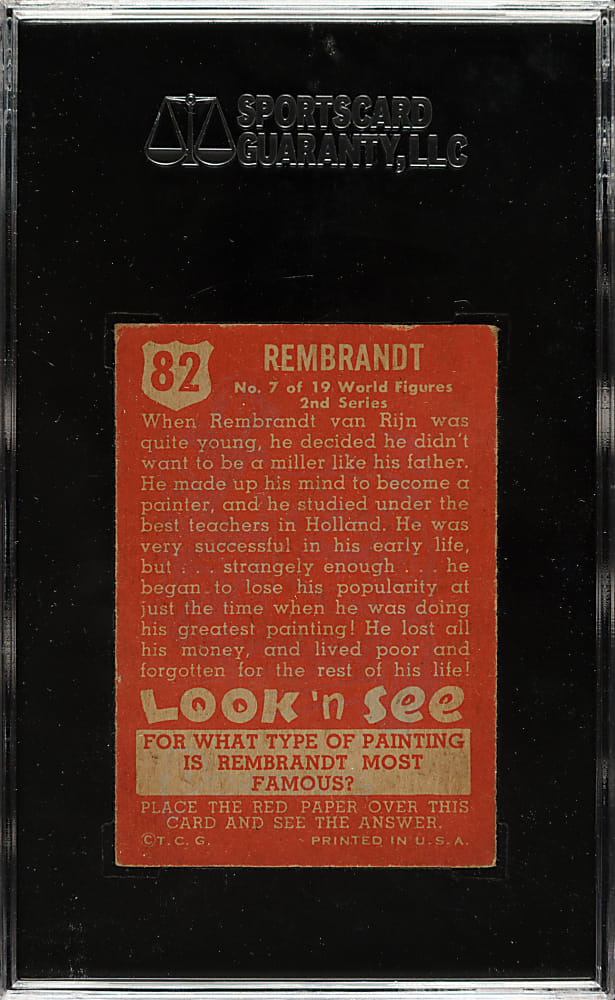 SPORTSCARD
GUARANTY, LLC
82
REMBRANDT
No. 7 of 19 World Figures
2nd Series
When Rembrandt van Rijn was
quite young, he decided he didn't
want to be a miller like his father.
He made up his mind to become a
painter, and he studied under the
best teachers in Holland. He was
very successful in his early life,
but . . . strangely enough . . . he
began to lose his popularity at
just the time when he was doing
his greatest painting! He lost all
his money, and lived poor and
forgotten for the rest of his life!
LOOK 'n SEE
FOR WHAT TYPE OF PAINTING
IS REMBRANDT MOST
FAMOUS?
PLACE THE RED PAPER OVER THIS
CARD AND SEE THE ANSWER.
©T. C. G. PRINTED IN U. S. A.